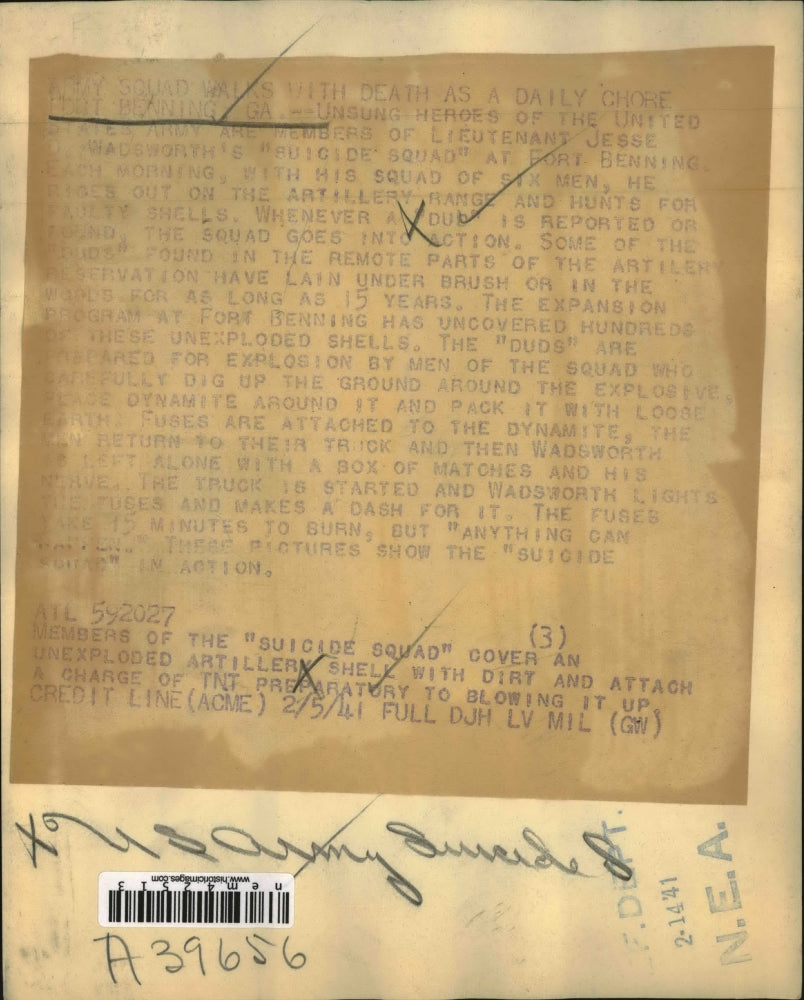 ARMY SQUAD WALKS WITH DEATH AS A DAILY CHORE
FORT BENNING, GA.--UNSUNG HEROES OF THE UNITED
STATES ARMY ARE MEMBERS OF LIEUTENANT JESSE
WADSWORTH'S "SUICIDE SQUAD" AT FORT BENNING.
EACH MORNING, WITH HIS SQUAD OF SIX MEN, HE
RIDES OUT ON THE ARTILLERY RANGE AND HUNTS FOR
FAULTY SHELLS. WHENEVER A "DUD" IS REPORTED OR
FOUND, THE SQUAD GOES INTO ACTION. SOME OF THE
"DUDS" FOUND IN THE REMOTE PARTS OF THE ARTILERY
RESERVATION HAVE LAIN UNDER BRUSH OR IN THE
WOODS FOR AS LONG AS 15 YEARS. THE EXPANSION
PROGRAM AT FORT BENNING HAS UNCOVERED HUNDREDS
OF THESE UNEXPLODED SHELLS. THE "DUDS" ARE
PREPARED FOR EXPLOSION BY MEN OF THE SQUAD WHO
CAREFULLY DIG UP THE GROUND AROUND THE EXPLOSIVE,
PLACE DYNAMITE AROUND IT AND PACK IT WITH LOOSE
EARTH. FUSES ARE ATTACHED TO THE DYNAMITE, THE
MEN RETURN TO THEIR TRUCK AND THEN WADSWORTH
IS LEFT ALONE WITH A BOX OF MATCHES AND HIS
NERVE. THE TRUCK IS STARTED AND WADSWORTH LIGHTS
THE FUSES AND MAKES A DASH FOR IT. THE FUSES
TAKE 15 MINUTES TO BURN, BUT "ANYTHING CAN
HAPPEN." THESE PICTURES SHOW THE "SUICIDE
SQUAD" IN ACTION.
ATL 592027 (3)
MEMBERS OF THE "SUICIDE SQUAD" COVER AN
UNEXPLODED ARTILLERY SHELL WITH DIRT AND ATTACH
A CHARGE OF TNT PREPARATORY TO BLOWING IT UP.
CREDIT LINE (ACME) 2/5/41 FULL DJH LV MIL (GW)
US Army Suicide S
www.historicimages.com
nem42513
A39656
DEPT.
2-14-41
N.E.A.